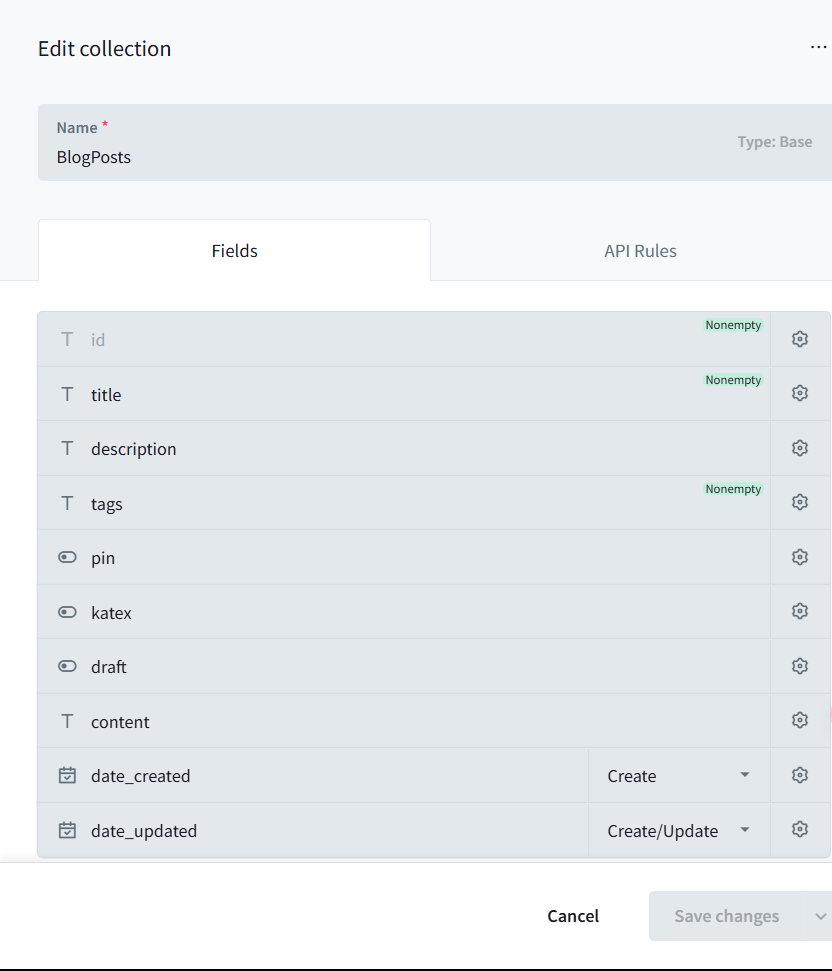 Edit collection
Name *
BlogPosts
Type: Base
Fields
API Rules
id
Nonempty
title
Nonempty
description
tags
Nonempty
pin
katex
draft
content
date_created
Create
date_updated
Create/Update
Cancel
Save changes